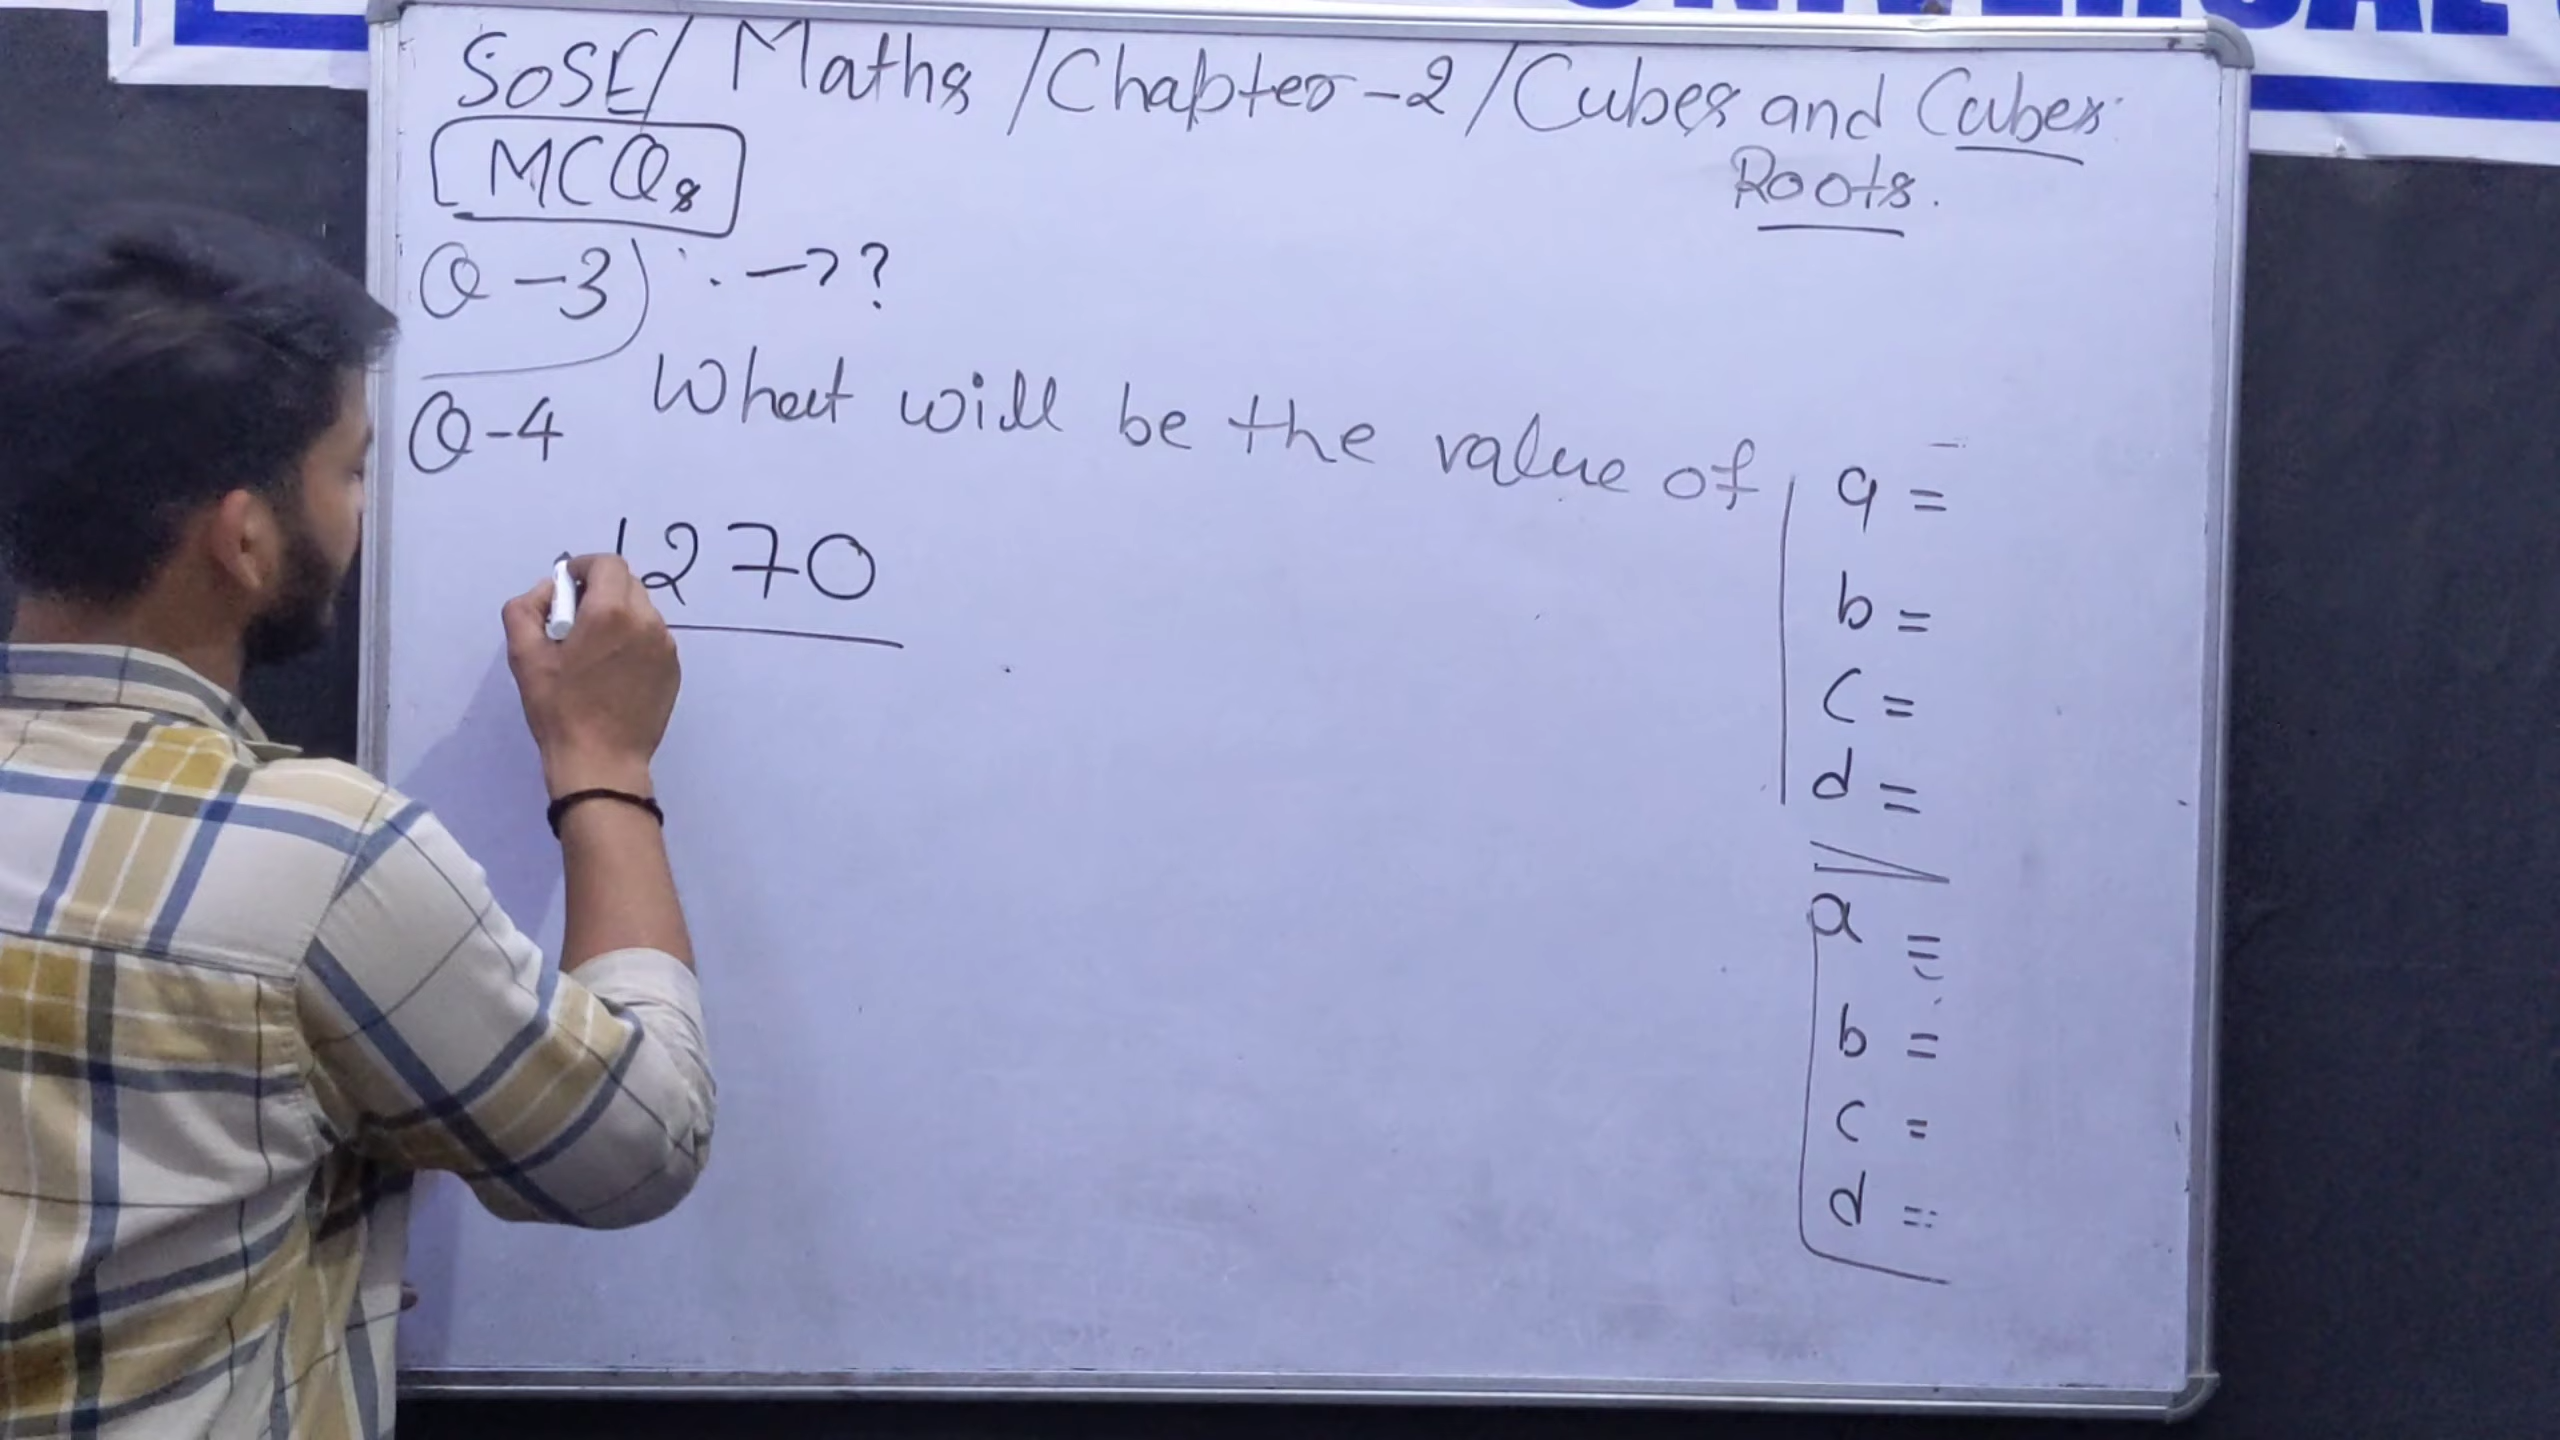 SOSE/ Maths /Chapter-2/Cubes and Cubes
Roots.
MCQs
Q-3) . ->?
Q-4 What will be the value of
1270
a =
b =
c =
d =
a =
b =
c =
d =